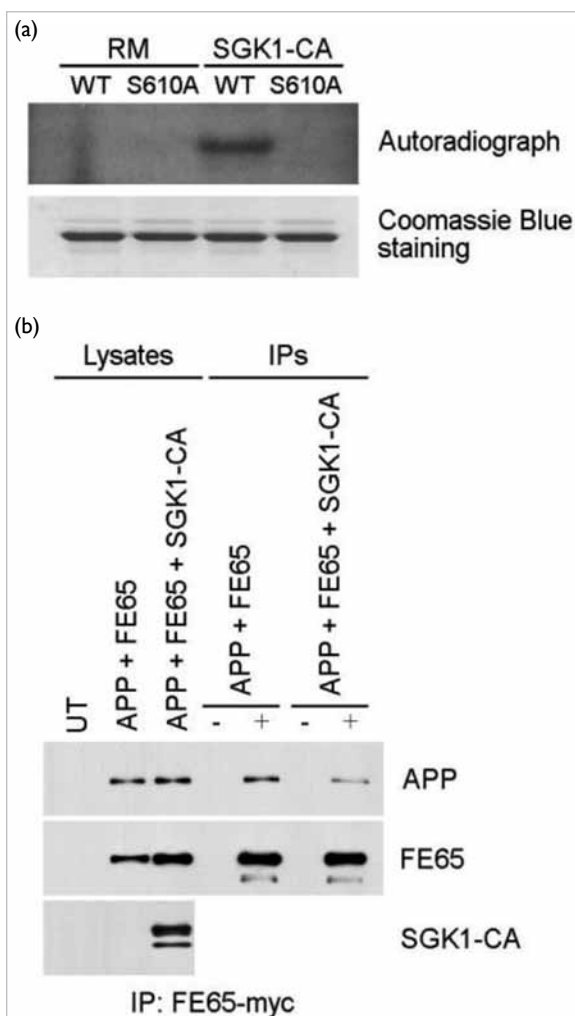 (a)
RM SGK1-CA
WT S610A WT S610A
Autoradiograph
Coomassie Blue
staining
(b)
Lysates IPs
UT
APP + FE65
APP + FE65 + SGK1-CA
APP + FE65
APP + FE65 + SGK1-CA
- + - +
APP
FE65
SGK1-CA
IP: FE65-myc